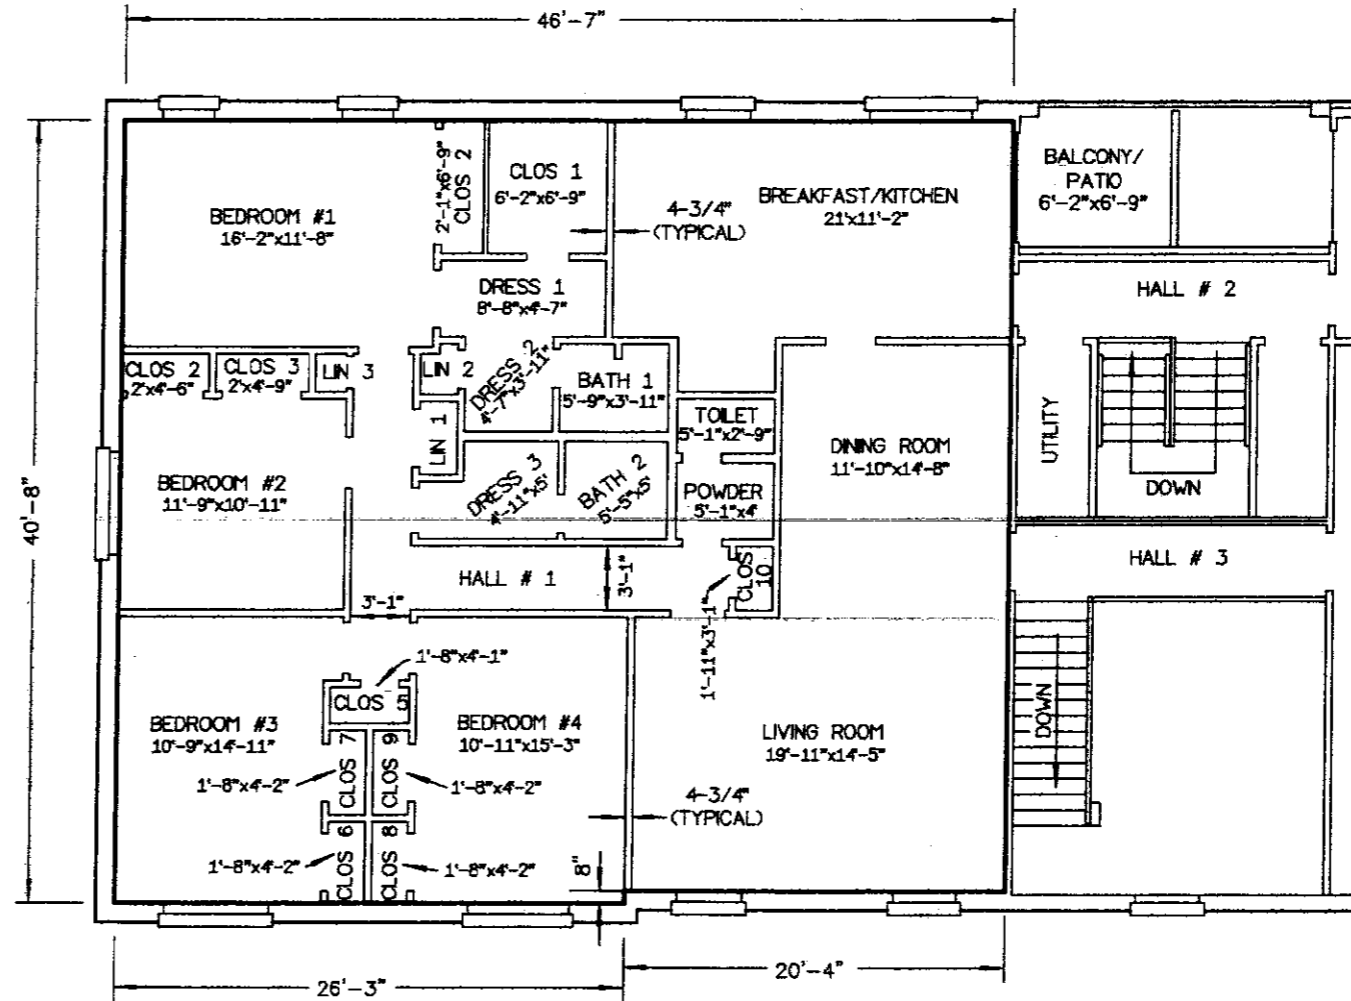 46'-7"
CLOS 2
2'-1"x6'-9"
CLOS 1
6'-2"x6'-9"
BALCONY/
PATIO
6'-2"x6'-9"
BEDROOM #1
16'-2"x11'-8"
4-3/4"
(TYPICAL)
BREAKFAST/KITCHEN
21'x11'-2"
DRESS 1
8'-8"x4'-7"
HALL # 2
CLOS 2
2'x4'-6"
CLOS 3
2'x4'-9"
LIN 3
LIN 2
DRESS 2
4'-7"x3'-11"
BATH 1
5'-9"x3'-11"
TOILET
5'-1"x2'-9"
LIN 1
DINING ROOM
11'-10"x14'-8"
UTILITY
DOWN
BEDROOM #2
11'-9"x10'-11"
DRESS 3
4'-11"x5'
BATH 2
5'-5"x5'
POWDER
5'-1"x4'
40'-8"
HALL # 1
3'-1"
CLOS
10
HALL # 3
3'-1"
1'-11"x3'-1"
1'-8"x4'-1"
CLOS 5
BEDROOM #3
10'-9"x14'-11"
BEDROOM #4
10'-11"x15'-3"
LIVING ROOM
19'-11"x14'-5"
DOWN
CLOS 7
CLOS 9
1'-8"x4'-2"
1'-8"x4'-2"
4-3/4"
(TYPICAL)
CLOS 6
CLOS 8
1'-8"x4'-2"
1'-8"x4'-2"
8"
26'-3"
20'-4"